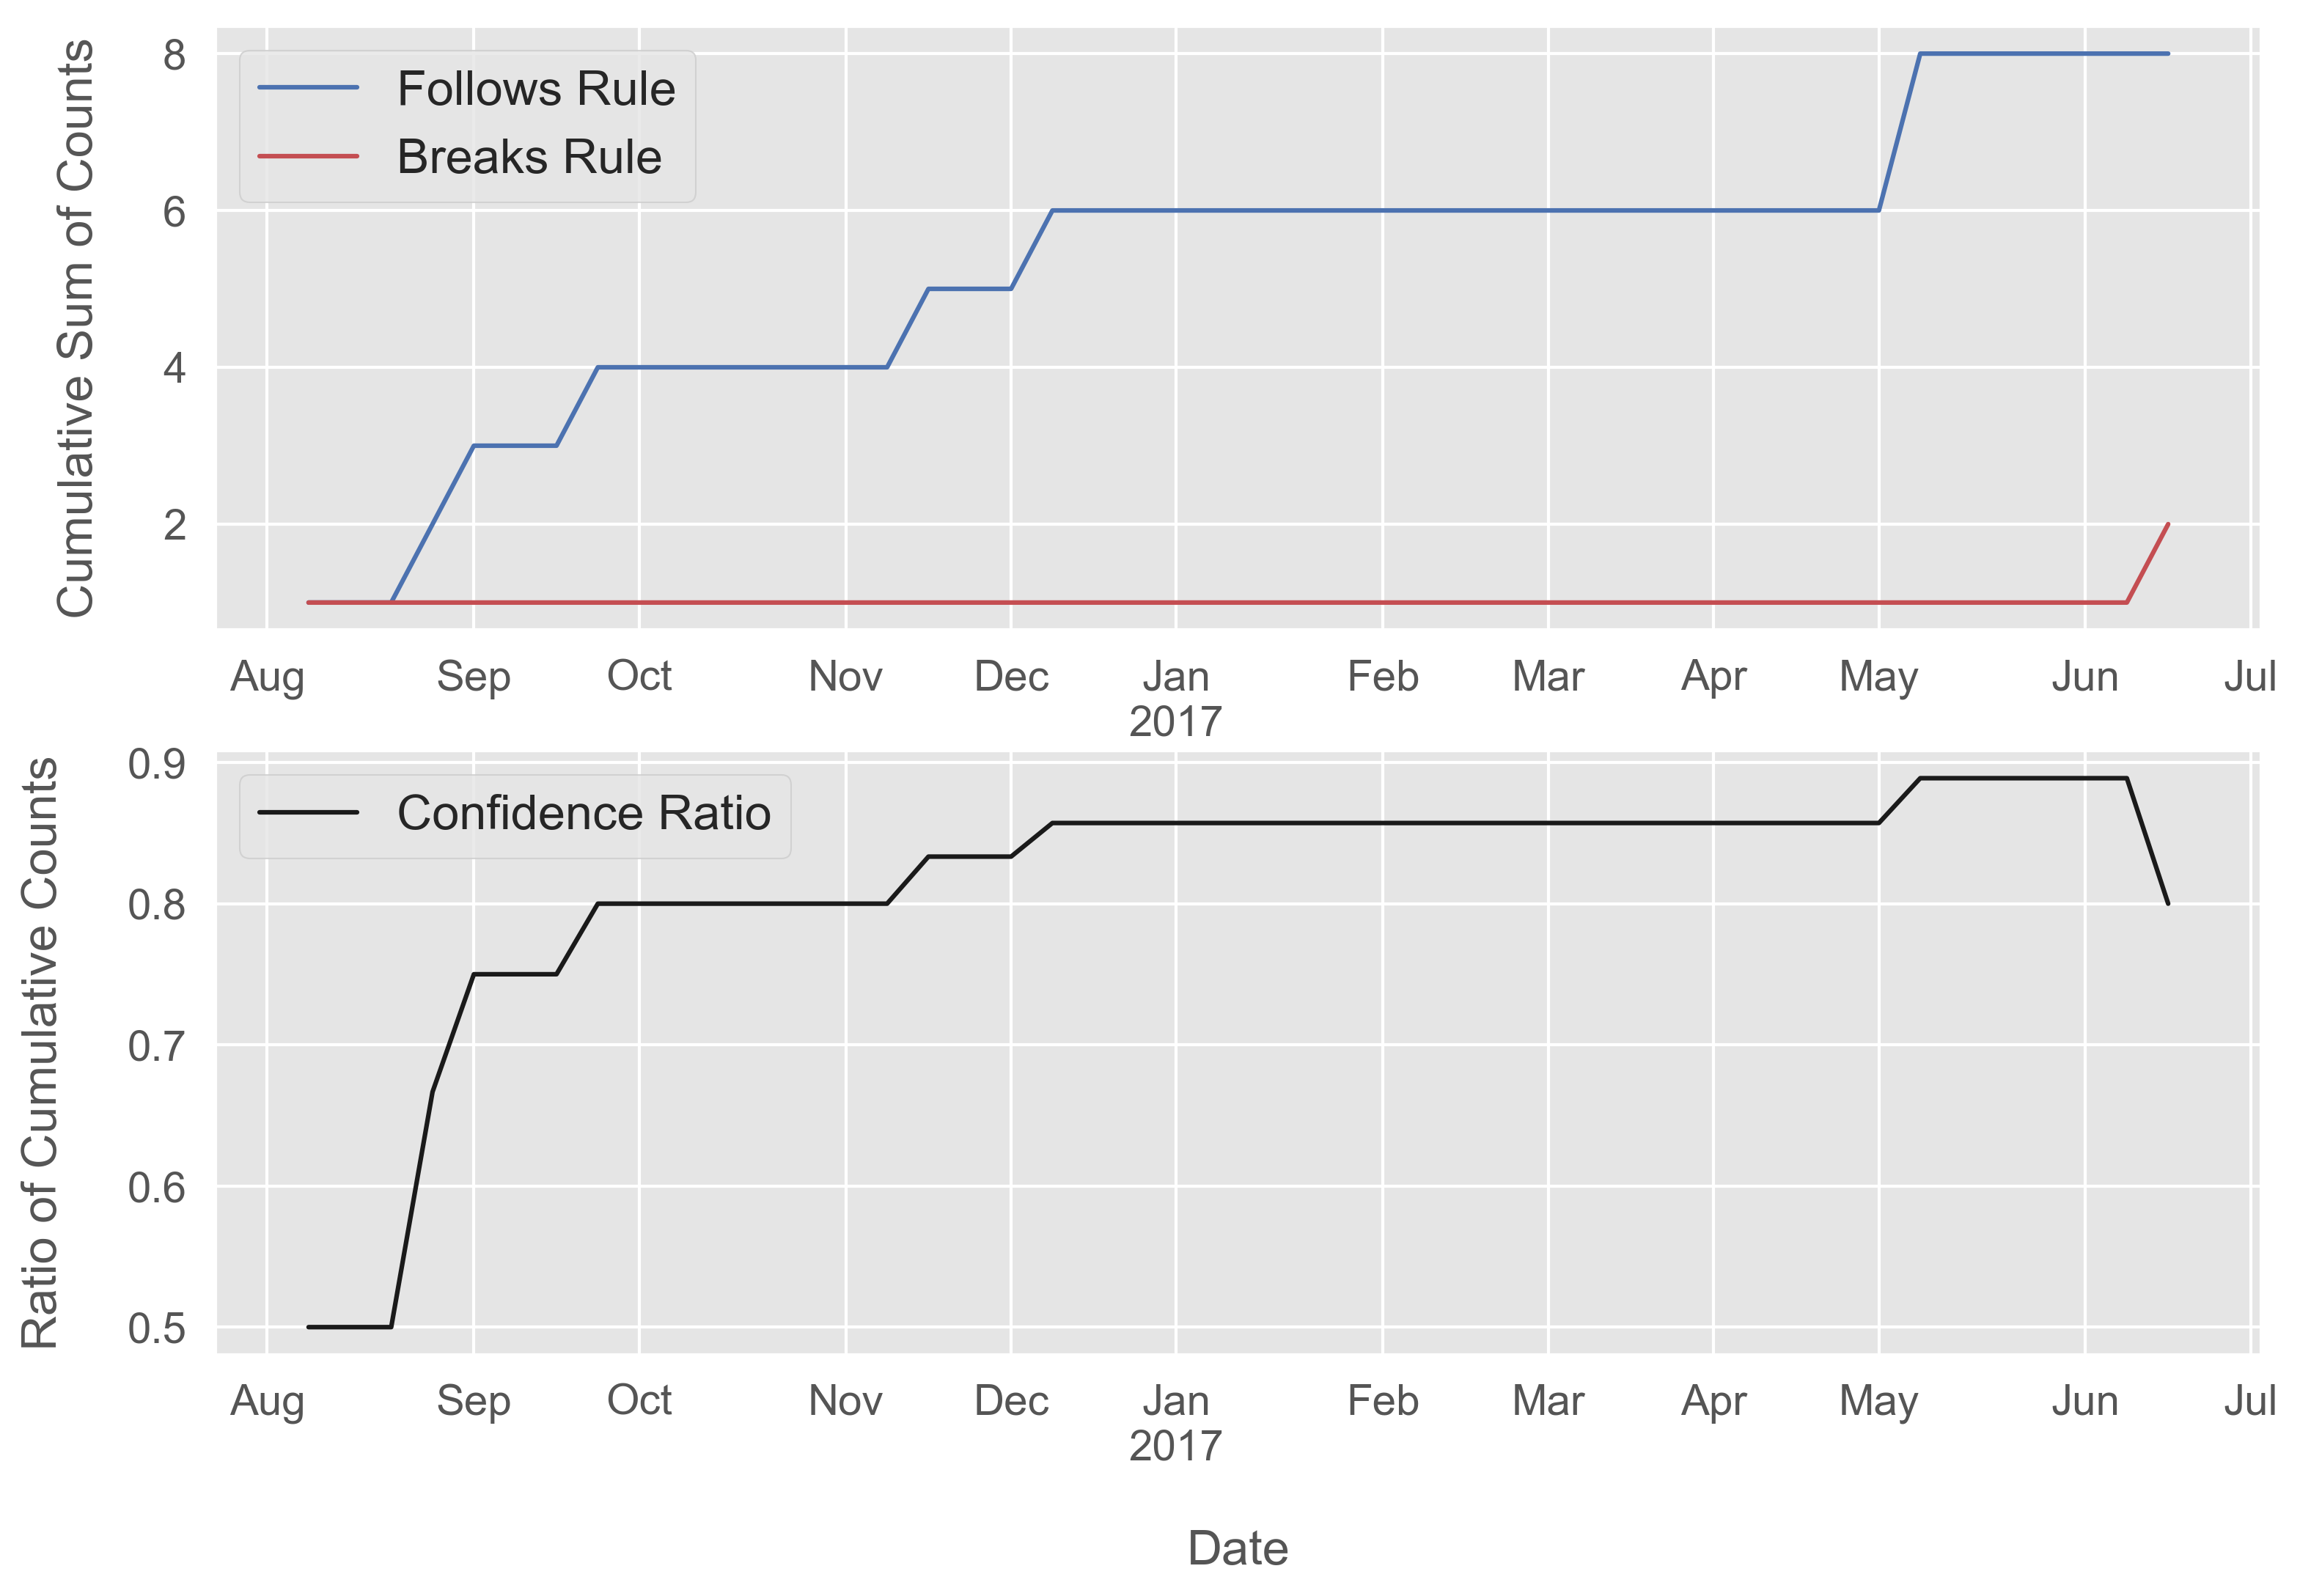 Cumulative Sum of Counts
8
6
4
2
Follows Rule
Breaks Rule
Aug Sep Oct Nov Dec Jan Feb Mar Apr May Jun Jul
2017
Ratio of Cumulative Counts
0.9
0.8
0.7
0.6
0.5
Confidence Ratio
Aug Sep Oct Nov Dec Jan Feb Mar Apr May Jun Jul
2017
Date